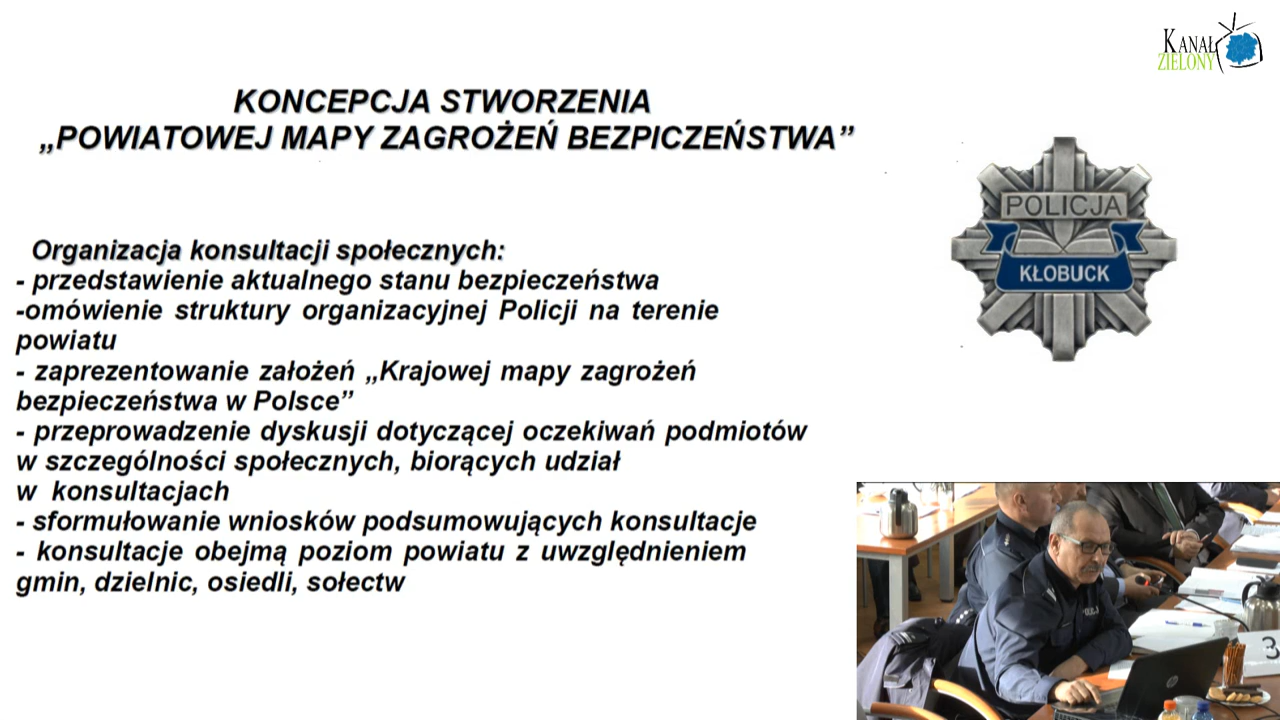 KANAŁ
ZIELONY
KONCEPCJA STWORZENIA
„POWIATOWEJ MAPY ZAGROŻEŃ BEZPICZEŃSTWA”
POLICJA
KŁOBUCK
Organizacja konsultacji społecznych:
- przedstawienie aktualnego stanu bezpieczeństwa
-omówienie struktury organizacyjnej Policji na terenie
powiatu
- zaprezentowanie założeń „Krajowej mapy zagrożeń
bezpieczeństwa w Polsce”
- przeprowadzenie dyskusji dotyczącej oczekiwań podmiotów
w szczególności społecznych, biorących udział
w konsultacjach
- sformułowanie wniosków podsumowujących konsultacje
- konsultacje obejmą poziom powiatu z uwzględnieniem
gmin, dzielnic, osiedli, sołectw
3